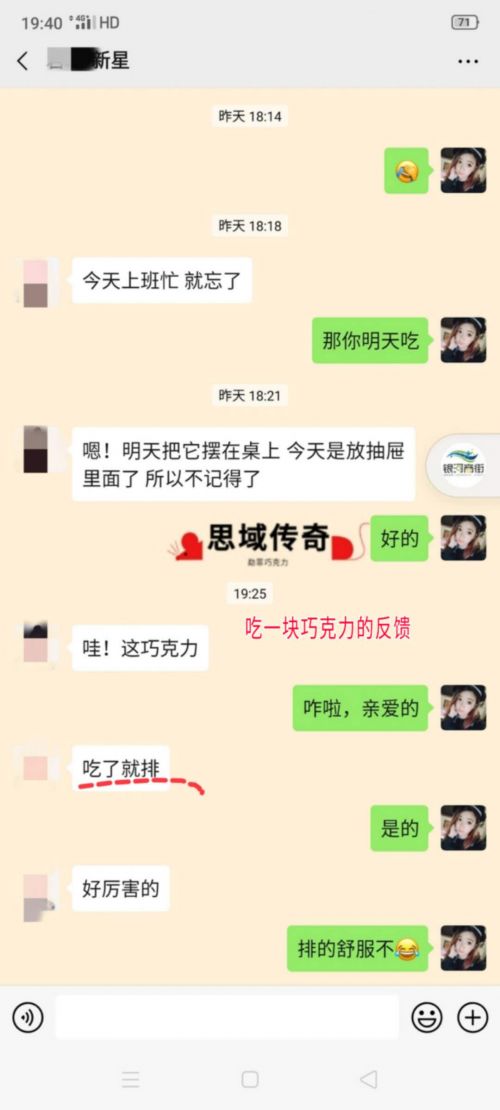 19:40
4G
HD
71
新星
昨天 18:14
昨天 18:18
今天上班忙 就忘了
那你明天吃
昨天 18:21
嗯！明天把它摆在桌上 今天是放抽屉
里面了 所以不记得了
银河商街
思域传奇
巧克力
好的
19:25
吃一块巧克力的反馈
哇！这巧克力
咋啦，亲爱的
吃了就排
是的
好厉害的
排的舒服不